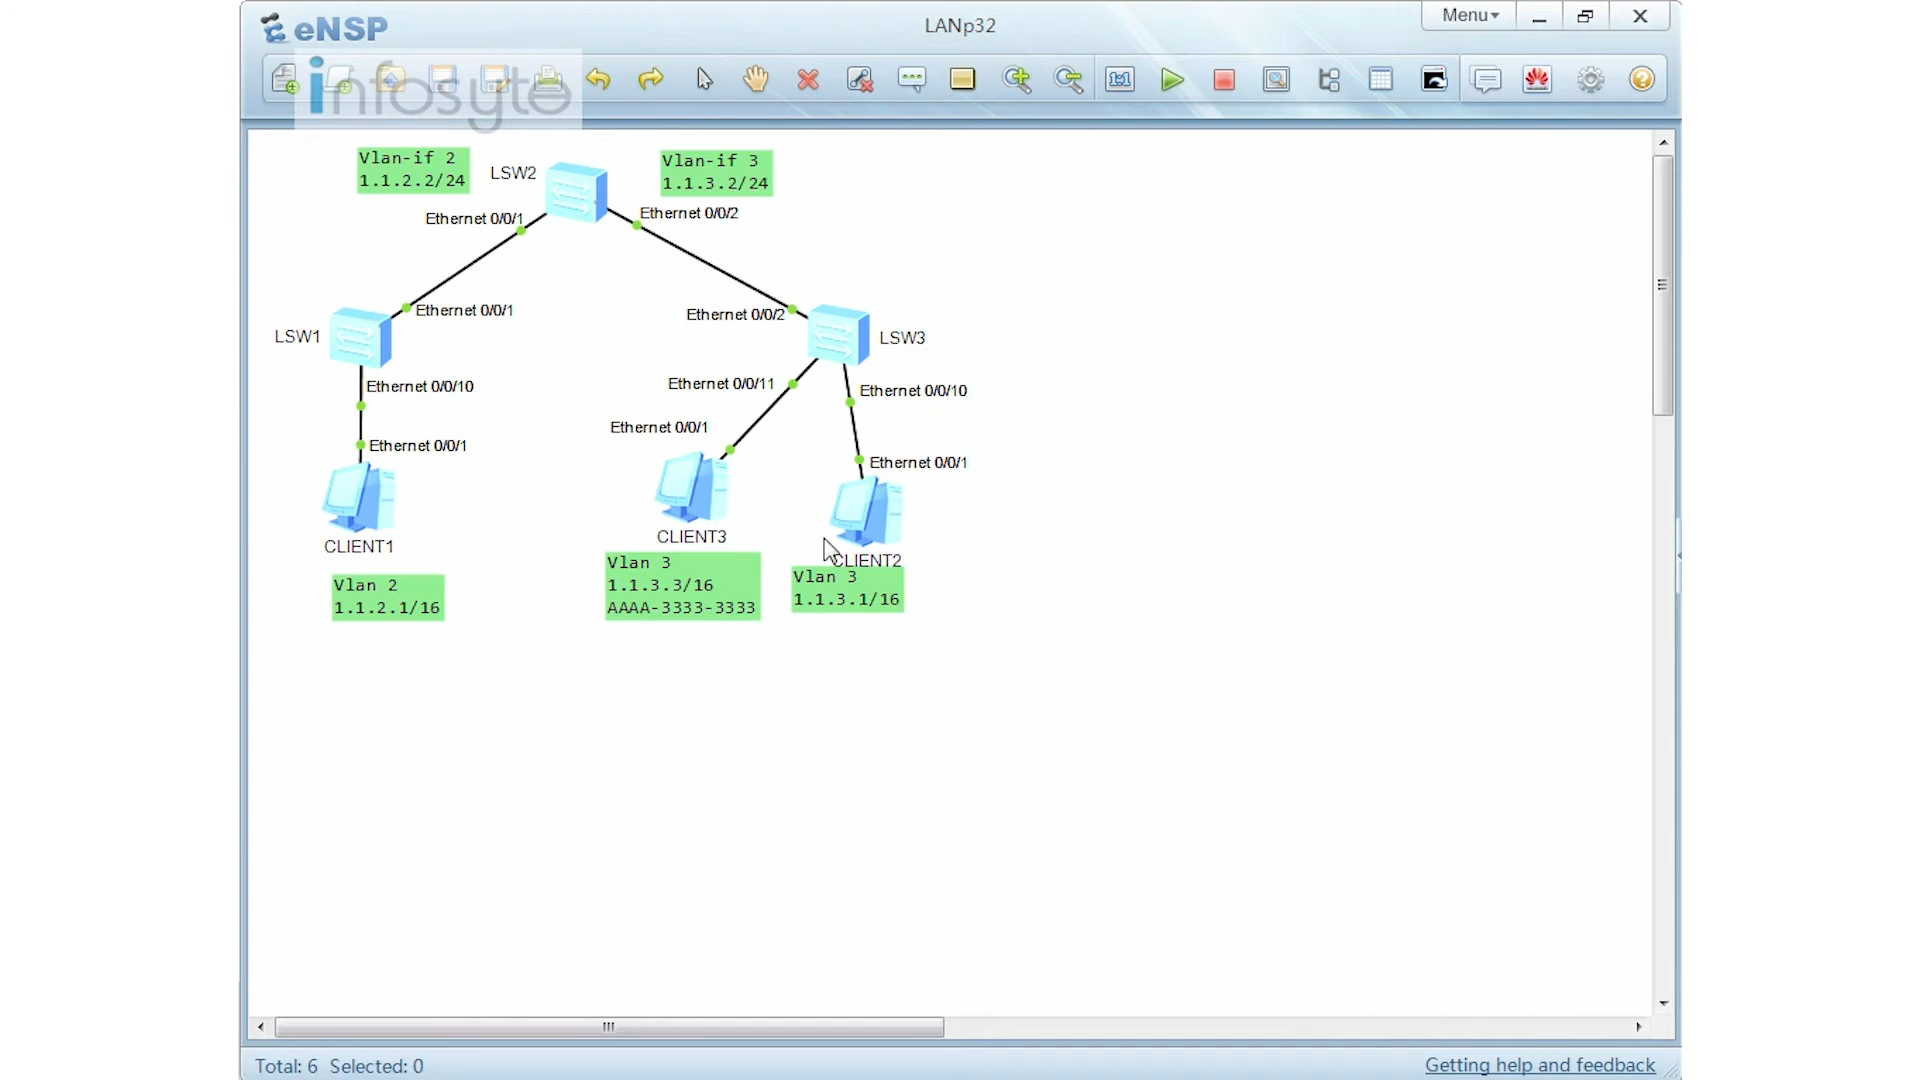 eNSP
LANp32
Menu
infosyte
1:1
Vlan-if 2
1.1.2.2/24
LSW2
Vlan-if 3
1.1.3.2/24
Ethernet 0/0/1
Ethernet 0/0/2
Ethernet 0/0/1
Ethernet 0/0/2
LSW1
LSW3
Ethernet 0/0/10
Ethernet 0/0/11
Ethernet 0/0/10
Ethernet 0/0/1
Ethernet 0/0/1
Ethernet 0/0/1
CLIENT1
CLIENT3
CLIENT2
Vlan 2
1.1.2.1/16
Vlan 3
1.1.3.3/16
AAAA-3333-3333
Vlan 3
1.1.3.1/16
Total: 6 Selected: 0
Getting help and feedback